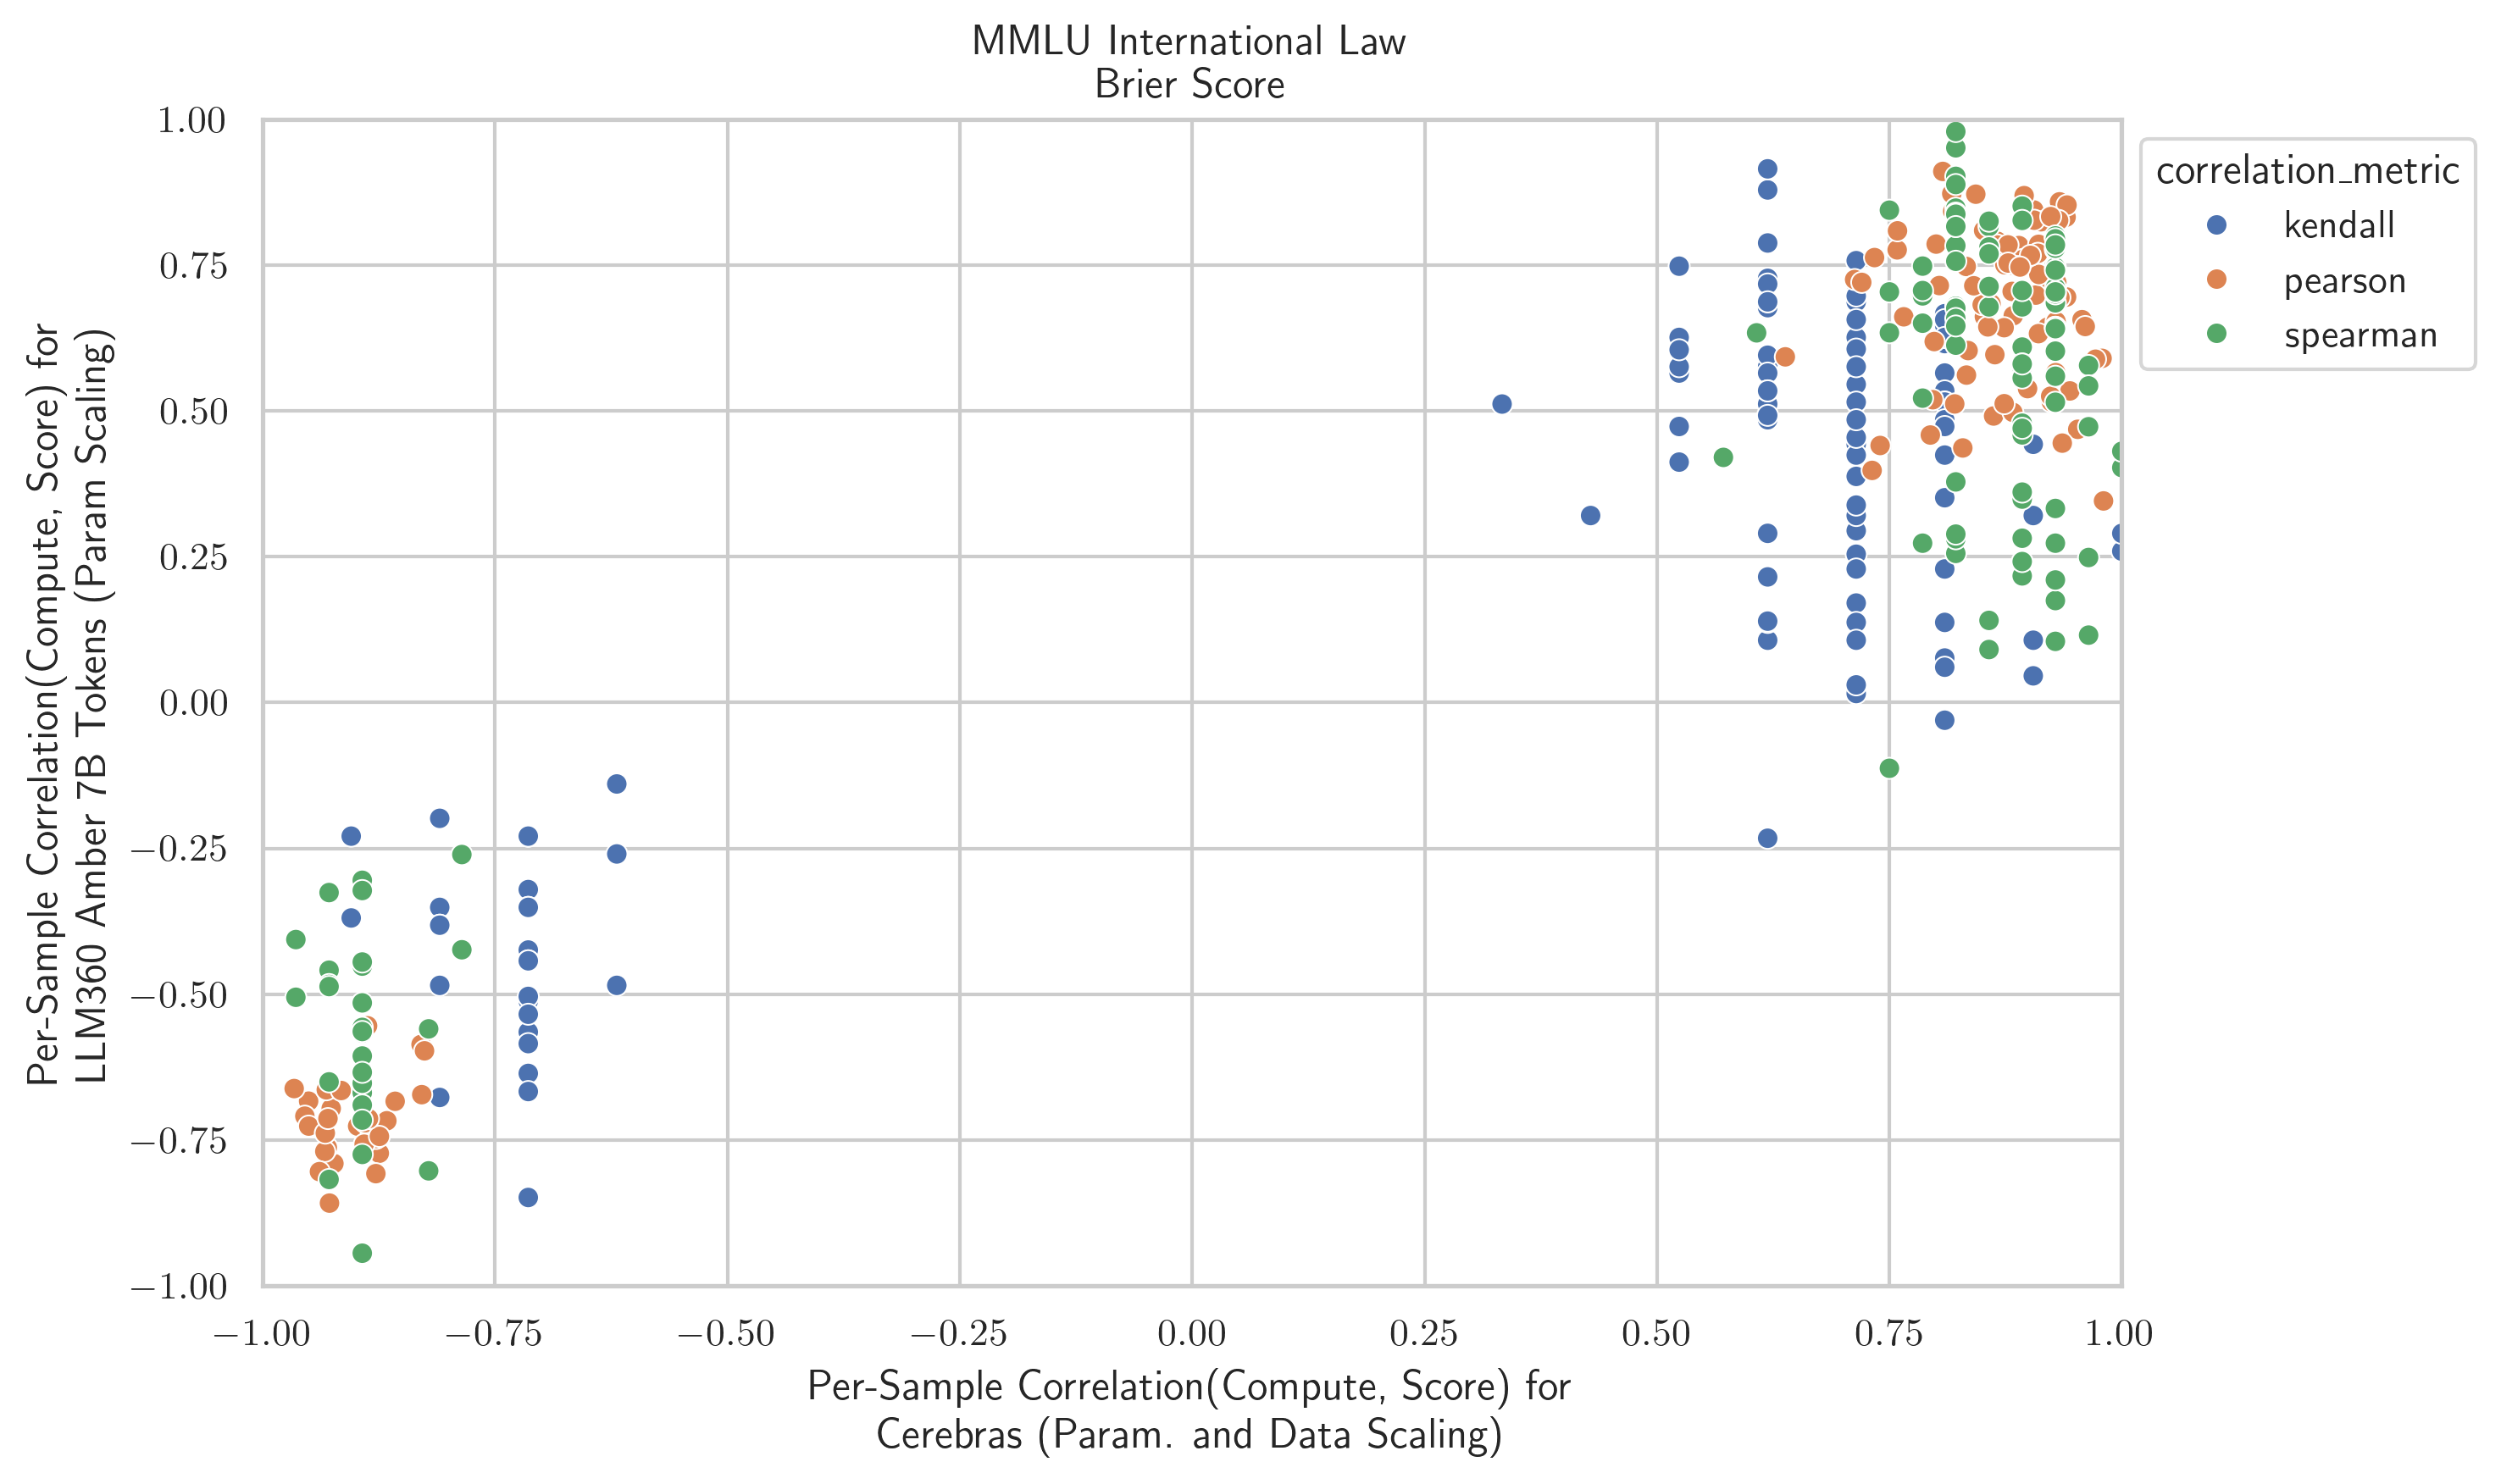 MMLU International Law
Brier Score
1.00
0.75
0.50
0.25
0.00
−0.25
−0.50
−0.75
−1.00
Per-Sample Correlation(Compute, Score) for
LLM360 Amber 7B Tokens (Param Scaling)
correlation_metric
kendall
pearson
spearman
−1.00 −0.75 −0.50 −0.25 0.00 0.25 0.50 0.75 1.00
Per-Sample Correlation(Compute, Score) for
Cerebras (Param. and Data Scaling)